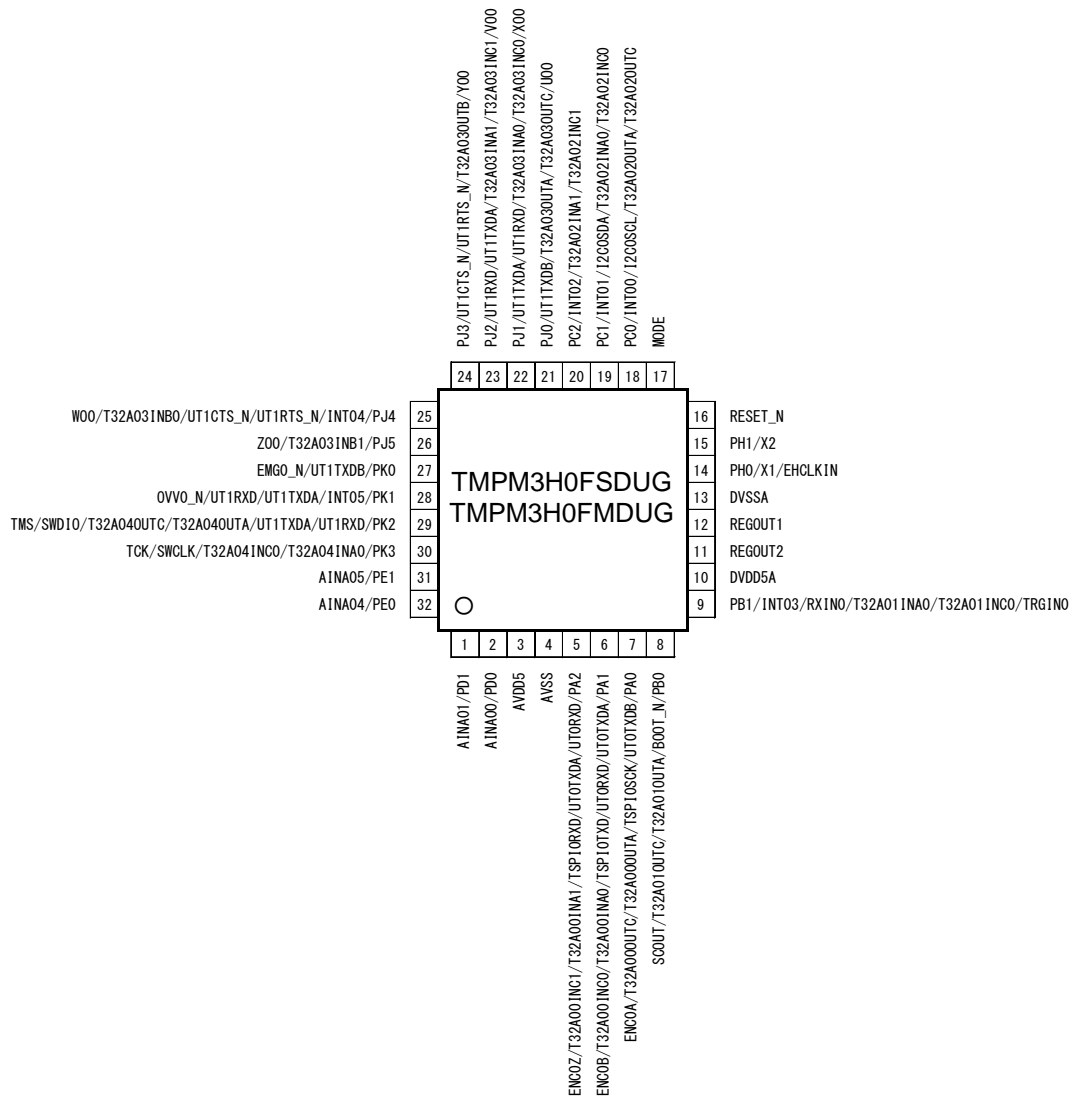 PJ3/UT1CTS_N/UT1RTS_N/T32A03OUTB/YO0
PJ2/UT1RXD/UT1TXDA/T32A03INA1/T32A03INC1/VO0
PJ1/UT1TXDA/UT1RXD/T32A03INA0/T32A03INC0/XO0
PJ0/UT1TXDB/T32A03OUTA/T32A03OUTC/UO0
PC2/INT02/T32A02INA1/T32A02INC1
PC1/INT01/I2C0SDA/T32A02INA0/T32A02INC0
PC0/INT00/I2C0SCL/T32A02OUTA/T32A02OUTC
MODE
24 23 22 21 20 19 18 17
WO0/T32A03INB0/UT1CTS_N/UT1RTS_N/INT04/PJ4 25
ZO0/T32A03INB1/PJ5 26
EMG0_N/UT1TXDB/PK0 27
OVV0_N/UT1RXD/UT1TXDA/INT05/PK1 28
TMS/SWDIO/T32A04OUTC/T32A04OUTA/UT1TXDA/UT1RXD/PK2 29
TCK/SWCLK/T32A04INC0/T32A04INA0/PK3 30
AINA05/PE1 31
AINA04/PE0 32
TMPM3H0FSDUG
TMPM3H0FMDUG
16 RESET_N
15 PH1/X2
14 PH0/X1/EHCLKIN
13 DVSSA
12 REGOUT1
11 REGOUT2
10 DVDD5A
9 PB1/INT03/RXIN0/T32A01INA0/T32A01INC0/TRGIN0
1 2 3 4 5 6 7 8
AINA01/PD1
AINA00/PD0
AVDD5
AVSS
ENC0Z/T32A00INC1/T32A00INA1/TSPI0RXD/UT0TXDA/UT0RXD/PA2
ENC0B/T32A00INC0/T32A00INA0/TSPI0TXD/UT0RXD/UT0TXDA/PA1
ENC0A/T32A00OUTC/T32A00OUTA/TSPI0SCK/UT0TXDB/PA0
SCOUT/T32A01OUTC/T32A01OUTA/BOOT_N/PB0